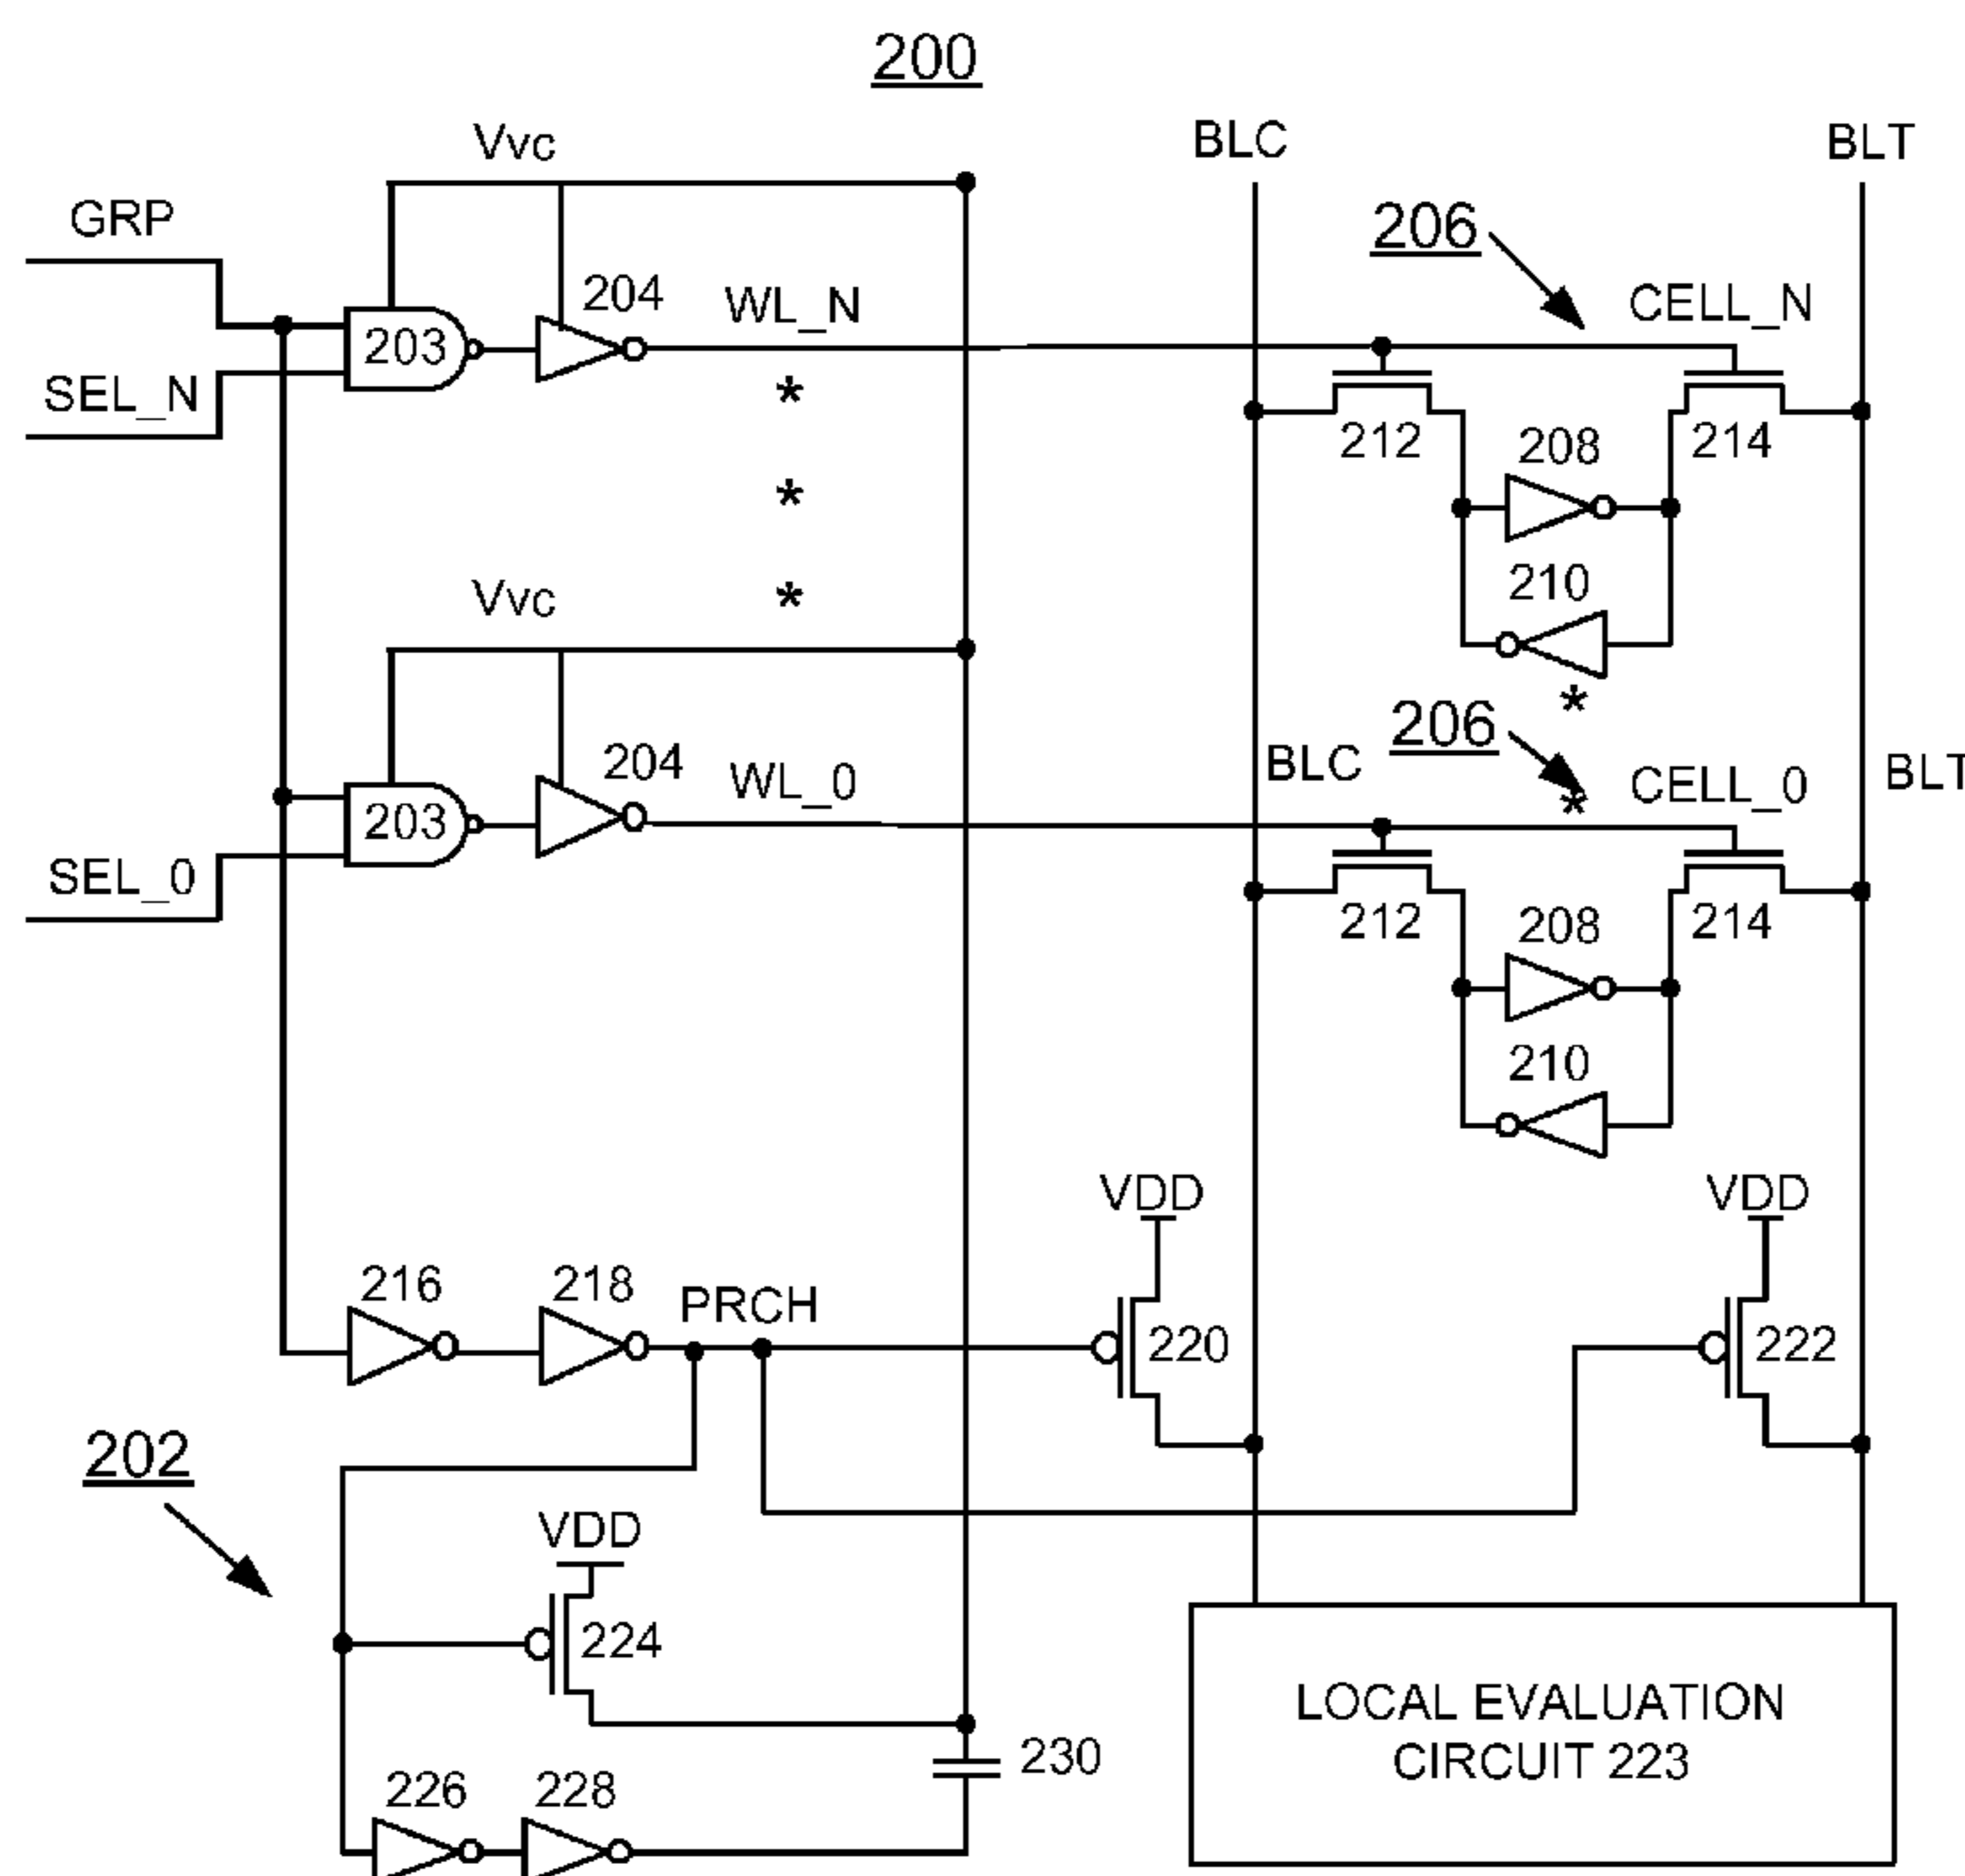 200
Vvc
BLC
BLT
GRP
206
204
WL_N
CELL_N
203
SEL_N
*
212
208
214
*
210
Vvc
*
*
206
204
WL_0
BLC
CELL_0
BLT
*
203
SEL_0
212
208
214
210
VDD
VDD
216
218
PRCH
220
222
202
VDD
224
LOCAL EVALUATION
CIRCUIT 223
230
226
228